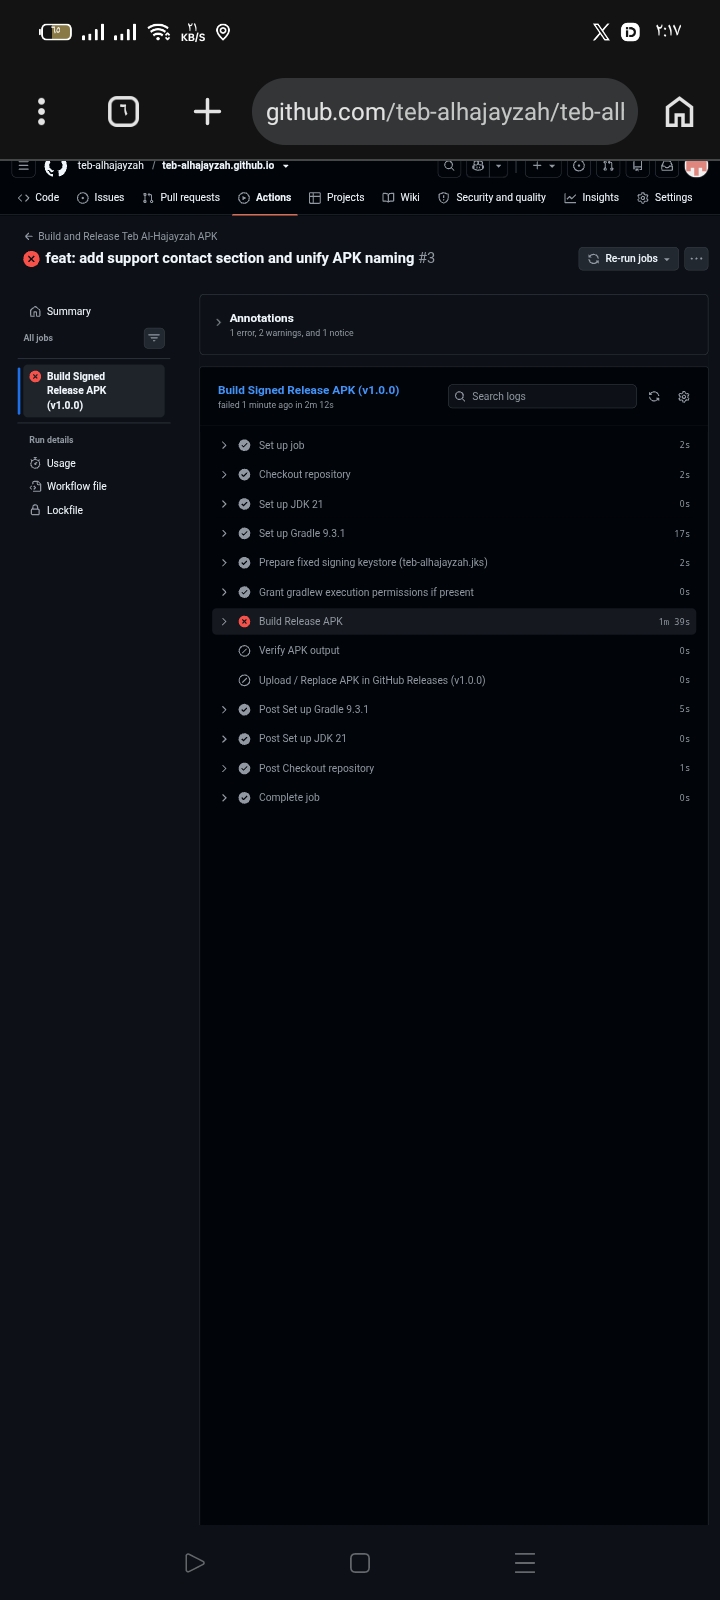 ٦٥
٢١
KB/S
٢:١٧
٦
github.com/teb-alhajayzah/teb-all
teb-alhajayzah / teb-alhajayzah.github.io
Code
Issues
Pull requests
Actions
Projects
Wiki
Security and quality
Insights
Settings
Build and Release Teb Al-Hajayzah APK
feat: add support contact section and unify APK naming #3
Re-run jobs
Summary
All jobs
Build Signed
Release APK
(v1.0.0)
Run details
Usage
Workflow file
Lockfile
Annotations
1 error, 2 warnings, and 1 notice
Build Signed Release APK (v1.0.0)
failed 1 minute ago in 2m 12s
Search logs
Set up job 2s
Checkout repository 2s
Set up JDK 21 0s
Set up Gradle 9.3.1 17s
Prepare fixed signing keystore (teb-alhajayzah.jks) 2s
Grant gradlew execution permissions if present 0s
Build Release APK 1m 39s
Verify APK output 0s
Upload / Replace APK in GitHub Releases (v1.0.0) 0s
Post Set up Gradle 9.3.1 5s
Post Set up JDK 21 0s
Post Checkout repository 1s
Complete job 0s